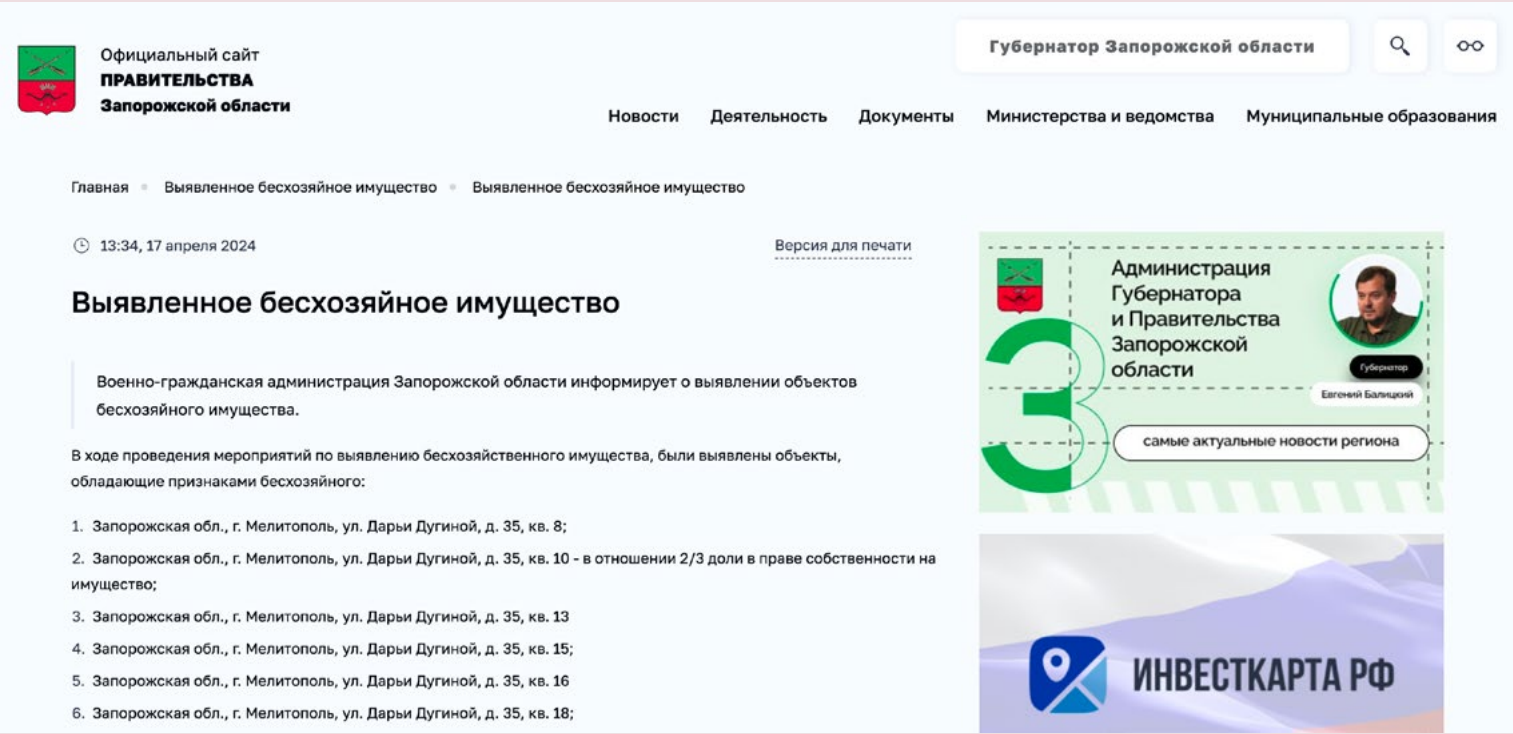 Официальный сайт
ПРАВИТЕЛЬСТВА
Запорожской области
Губернатор Запорожской области
Новости Деятельность Документы Министерства и ведомства Муниципальные образования
Главная Выявленное бесхозяйное имущество Выявленное бесхозяйное имущество
13:34, 17 апреля 2024
Версия для печати
Выявленное бесхозяйное имущество
Военно-гражданская администрация Запорожской области информирует о выявлении объектов
бесхозяйного имущества.
В ходе проведения мероприятий по выявлению бесхозяйственного имущества, были выявлены объекты,
обладающие признаками бесхозяйного:
1. Запорожская обл., г. Мелитополь, ул. Дарьи Дугиной, д. 35, кв. 8;
2. Запорожская обл., г. Мелитополь, ул. Дарьи Дугиной, д. 35, кв. 10 - в отношении 2/3 доли в праве собственности на
имущество;
3. Запорожская обл., г. Мелитополь, ул. Дарьи Дугиной, д. 35, кв. 13
4. Запорожская обл., г. Мелитополь, ул. Дарьи Дугиной, д. 35, кв. 15;
5. Запорожская обл., г. Мелитополь, ул. Дарьи Дугиной, д. 35, кв. 16
6. Запорожская обл., г. Мелитополь, ул. Дарьи Дугиной, д. 35, кв. 18;
Администрация
Губернатора
и Правительства
Запорожской
области
З
Губернатор
Евгений Балицкий
самые актуальные новости региона
ИНВЕСТКАРТА РФ